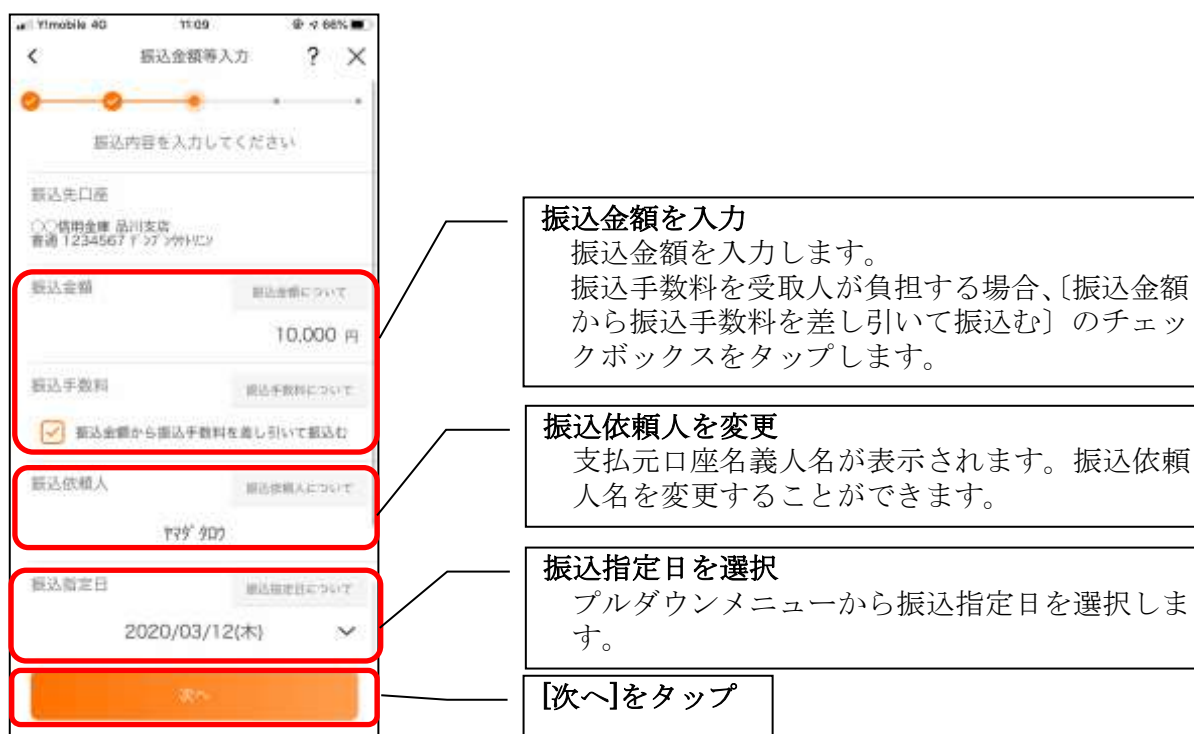 Y!mobile 4G 11:09 66%
振込金額等入力 ? ×
振込内容を入力してください
振込先口座
〇〇信用金庫 品川支店
普通 1234567
振込金額 振込金額について
10,000 円
振込手数料 振込手数料について
振込金額から振込手数料を差し引いて振込む
振込依頼人 振込依頼人について
ﾔﾏﾀﾞ ﾀﾛｳ
振込指定日 振込指定日について
2020/03/12(木)
次へ
振込金額を入力
振込金額を入力します。
振込手数料を受取人が負担する場合、〔振込金額
から振込手数料を差し引いて振込む〕のチェッ
クボックスをタップします。
振込依頼人を変更
支払元口座名義人名が表示されます。振込依頼
人名を変更することができます。
振込指定日を選択
プルダウンメニューから振込指定日を選択しま
す。
[次へ]をタップ